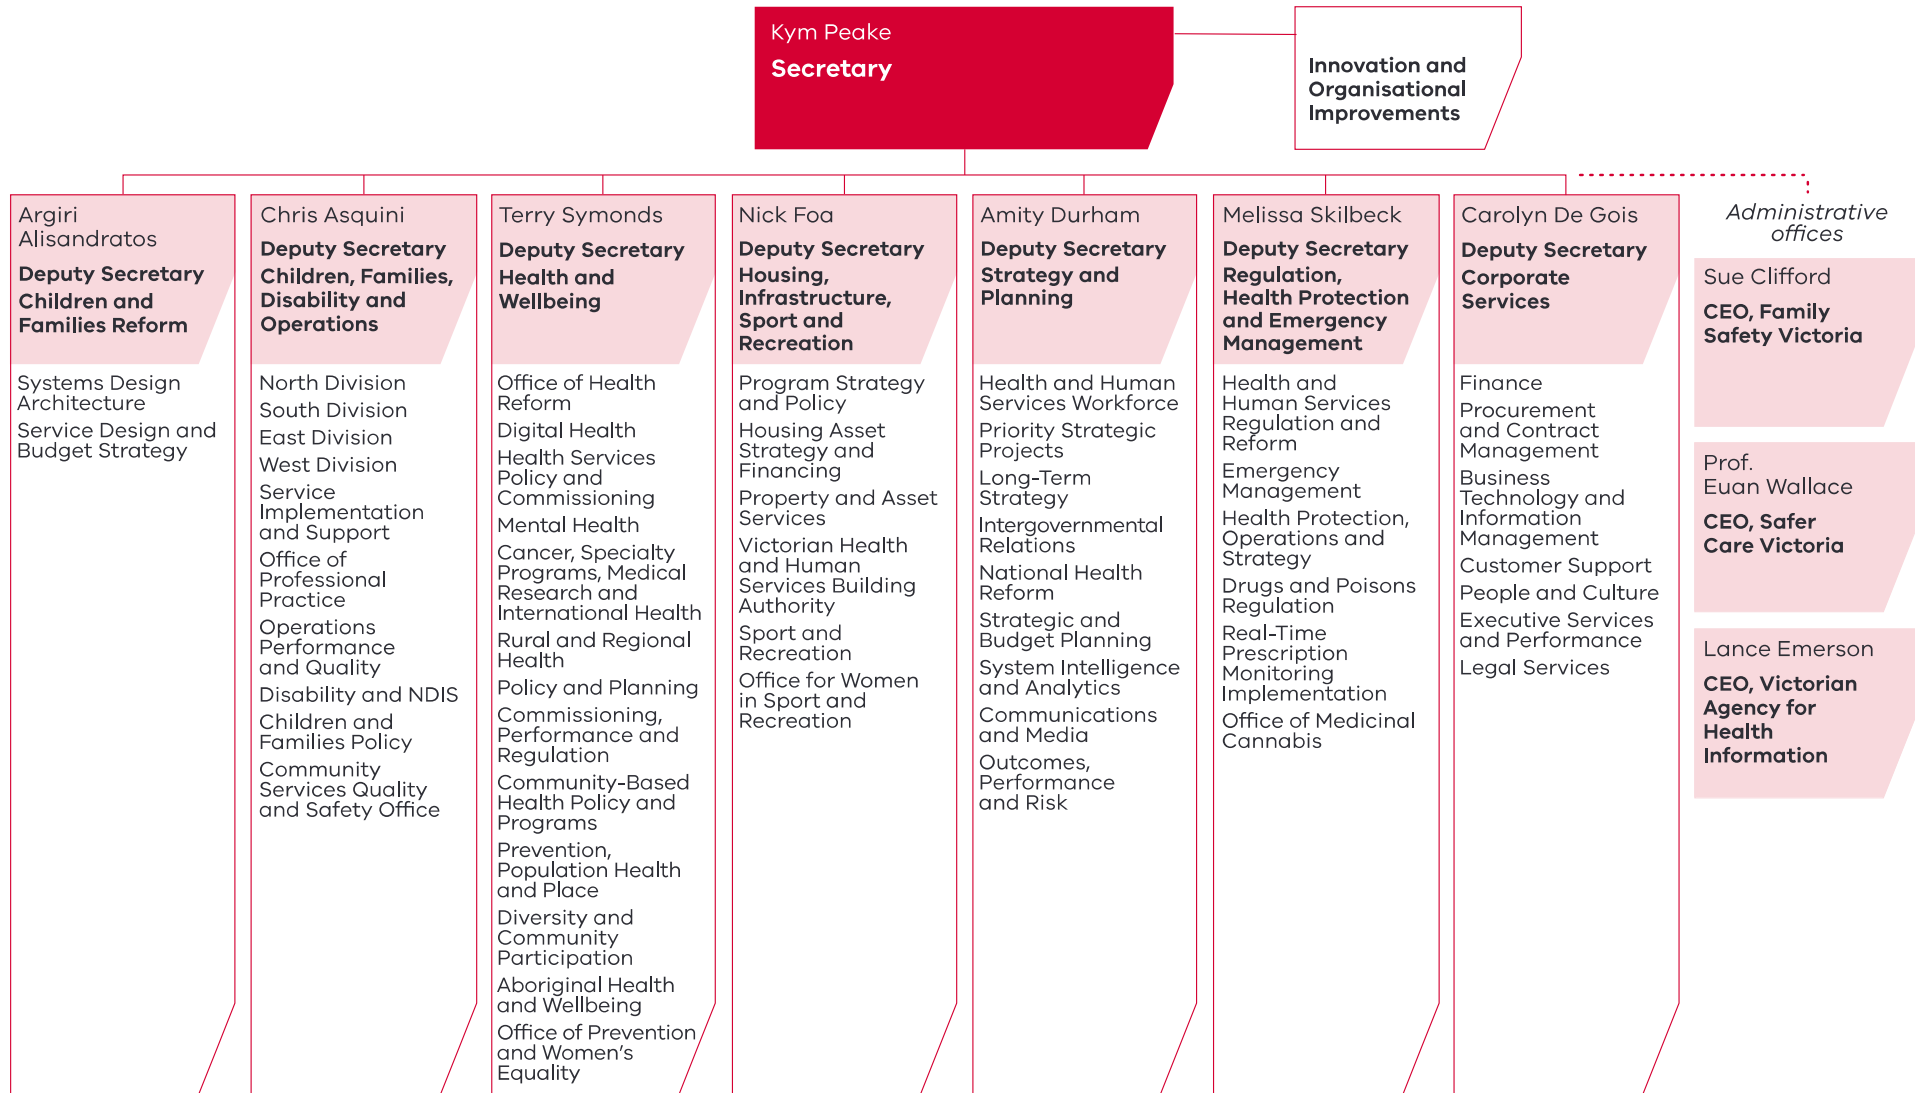 Kym Peake
Secretary
Innovation and
Organisational
Improvements
Argiri
Alisandratos
Deputy Secretary
Children and
Families Reform
Systems Design
Architecture
Service Design and
Budget Strategy
Chris Asquini
Deputy Secretary
Children, Families,
Disability and
Operations
North Division
South Division
East Division
West Division
Service
Implementation
and Support
Office of
Professional
Practice
Operations
Performance
and Quality
Disability and NDIS
Children and
Families Policy
Community
Services Quality
and Safety Office
Terry Symonds
Deputy Secretary
Health and
Wellbeing
Office of Health
Reform
Digital Health
Health Services
Policy and
Commissioning
Mental Health
Cancer, Specialty
Programs, Medical
Research and
International Health
Rural and Regional
Health
Policy and Planning
Commissioning,
Performance and
Regulation
Community-Based
Health Policy and
Programs
Prevention,
Population Health
and Place
Diversity and
Community
Participation
Aboriginal Health
and Wellbeing
Office of Prevention
and Women's
Equality
Nick Foa
Deputy Secretary
Housing,
Infrastructure,
Sport and
Recreation
Program Strategy
and Policy
Housing Asset
Strategy and
Financing
Property and Asset
Services
Victorian Health
and Human
Services Building
Authority
Sport and
Recreation
Office for Women
in Sport and
Recreation
Amity Durham
Deputy Secretary
Strategy and
Planning
Health and Human
Services Workforce
Priority Strategic
Projects
Long-Term
Strategy
Intergovernmental
Relations
National Health
Reform
Strategic and
Budget Planning
System Intelligence
and Analytics
Communications
and Media
Outcomes,
Performance
and Risk
Melissa Skilbeck
Deputy Secretary
Regulation,
Health Protection
and Emergency
Management
Health and
Human Services
Regulation and
Reform
Emergency
Management
Health Protection,
Operations and
Strategy
Drugs and Poisons
Regulation
Real-Time
Prescription
Monitoring
Implementation
Office of Medicinal
Cannabis
Carolyn De Gois
Deputy Secretary
Corporate
Services
Finance
Procurement
and Contract
Management
Business
Technology and
Information
Management
Customer Support
People and Culture
Executive Services
and Performance
Legal Services
Administrative
offices
Sue Clifford
CEO, Family
Safety Victoria
Prof.
Euan Wallace
CEO, Safer
Care Victoria
Lance Emerson
CEO, Victorian
Agency for
Health
Information